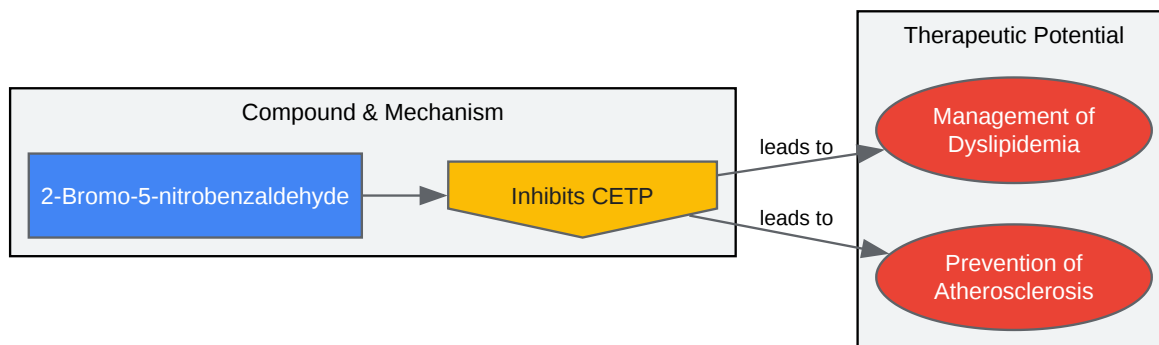 Therapeutic Potential
Compound & Mechanism
2-Bromo-5-nitrobenzaldehyde
Inhibits CETP
leads to
leads to
Management of
Dyslipidemia
Prevention of
Atherosclerosis